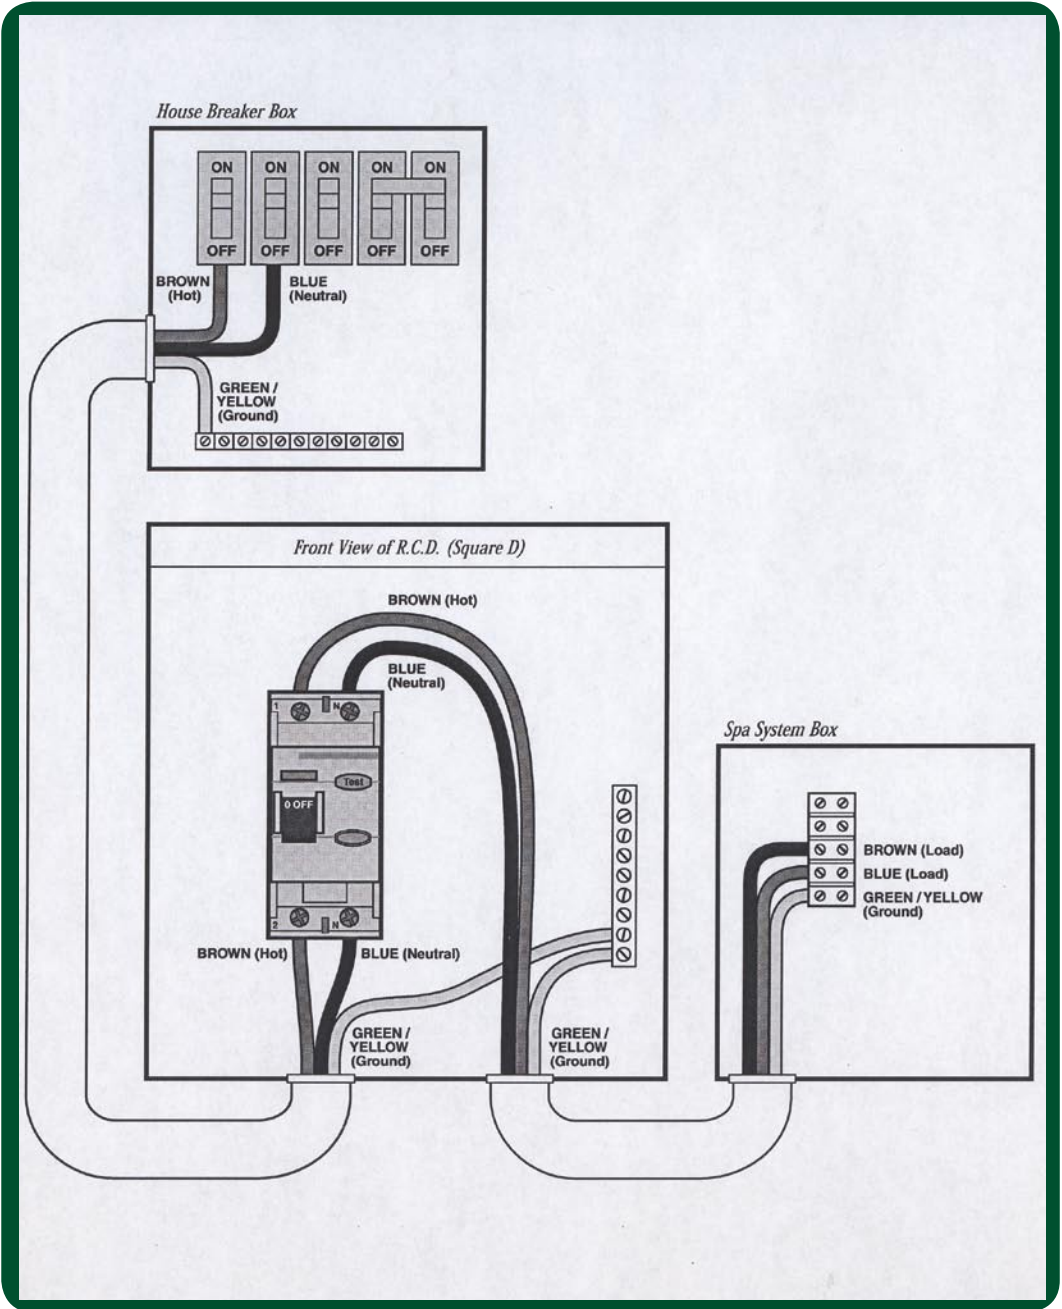 House Breaker Box
ON ON ON ON ON
OFF OFF OFF OFF OFF
BROWN
(Hot)
BLUE
(Neutral)
GREEN /
YELLOW
(Ground)
Front View of R.C.D. (Square D)
BROWN (Hot)
BLUE
(Neutral)
1 N
Test
0 OFF
2 N
BROWN (Hot)
BLUE (Neutral)
GREEN /
YELLOW
(Ground)
GREEN /
YELLOW
(Ground)
Spa System Box
BROWN (Load)
BLUE (Load)
GREEN / YELLOW
(Ground)